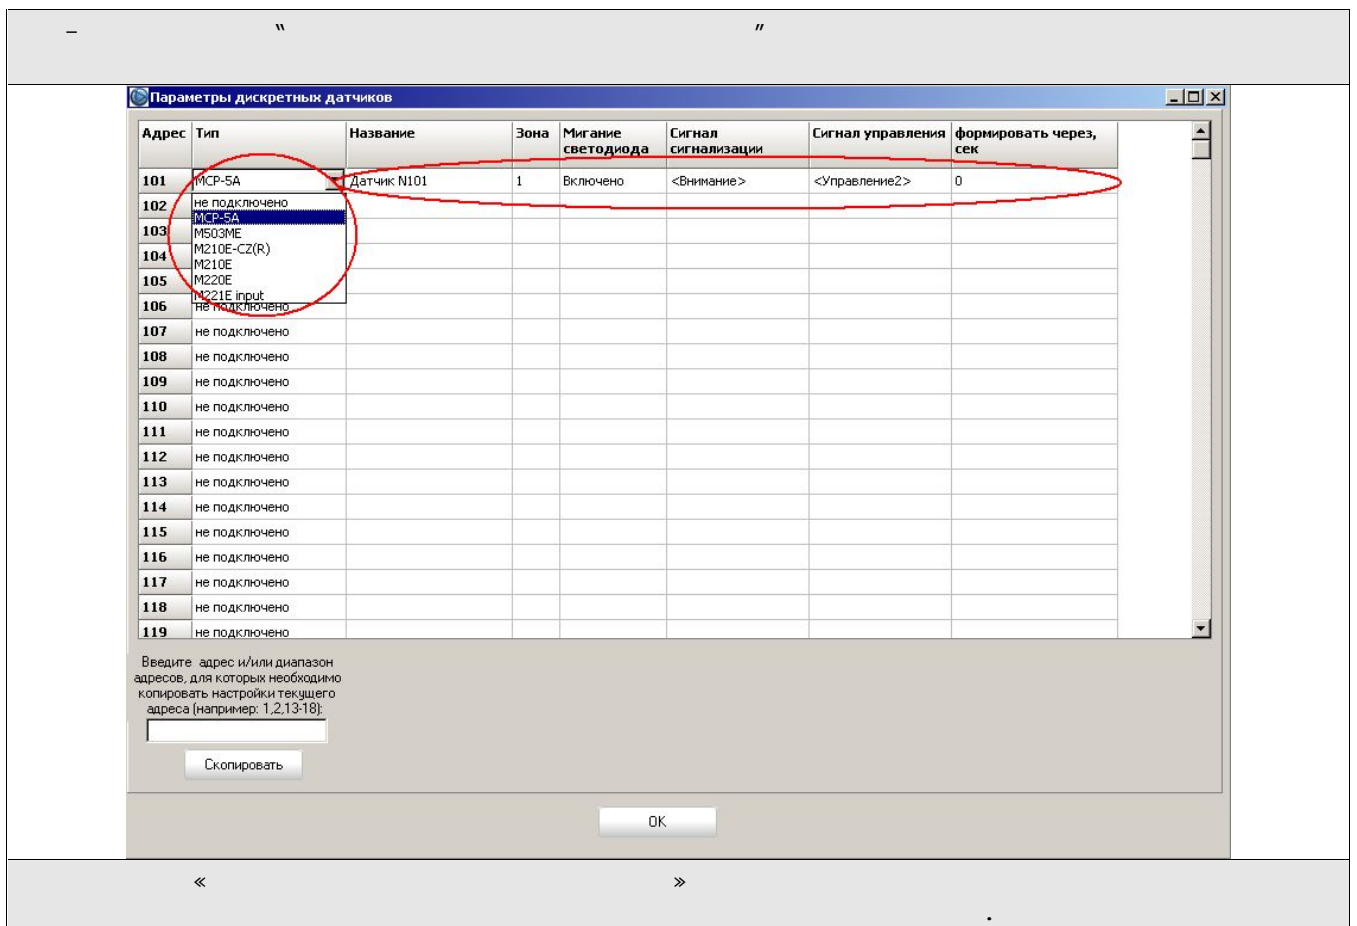 – “ ”
Параметры дискретных датчиков
Адрес Тип Название Зона Мигание светодиода Сигнал сигнализации Сигнал управления формировать через, сек
101 MCP-5A Датчик N101 1 Включено <Внимание> <Управление2> 0
102 не подключено
MCP-5A
103 M503ME
M210E-CZ(R)
104 M210E
105 M220E
M221E input
106 не подключено
107 не подключено
108 не подключено
109 не подключено
110 не подключено
111 не подключено
112 не подключено
113 не подключено
114 не подключено
115 не подключено
116 не подключено
117 не подключено
118 не подключено
119 не подключено
Введите адрес и/или диапазон
адресов, для которых необходимо
копировать настройки текущего
адреса (например: 1,2,13-18):
Скопировать
OK
« »
.